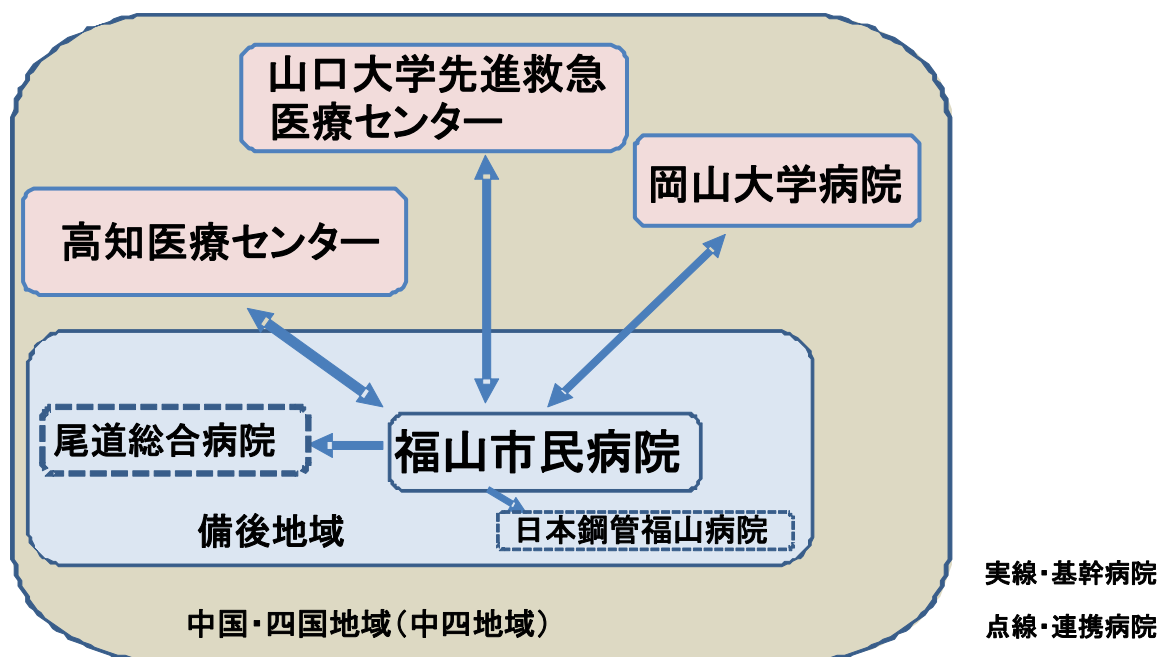 山口大学先進救急
医療センター
岡山大学病院
高知医療センター
尾道総合病院
福山市民病院
備後地域
日本鋼管福山病院
実線・基幹病院
中国・四国地域（中四地域）
点線・連携病院